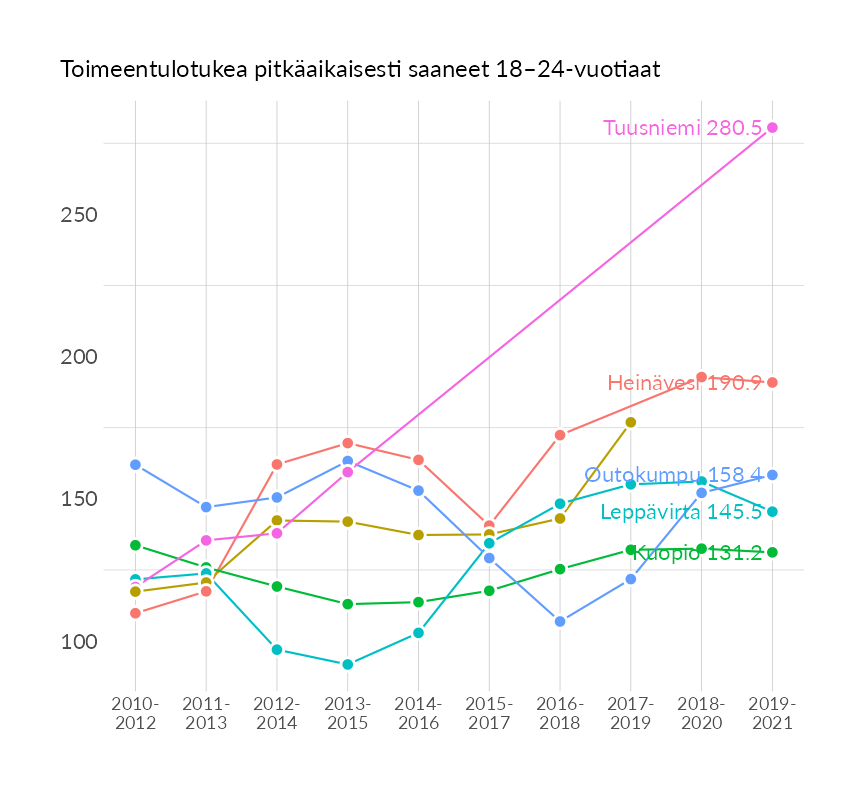 Toimeentulotukea pitkäaikaisesti saaneet 18–24-vuotiaat
Tuusniemi 280.5
250
200
Heinävesi 190.9
Outokumpu 158.4
150
Leppävirta 145.5
Kuopio 131.2
100
2010- 2011- 2012- 2013- 2014- 2015- 2016- 2017- 2018- 2019-
2012 2013 2014 2015 2016 2017 2018 2019 2020 2021